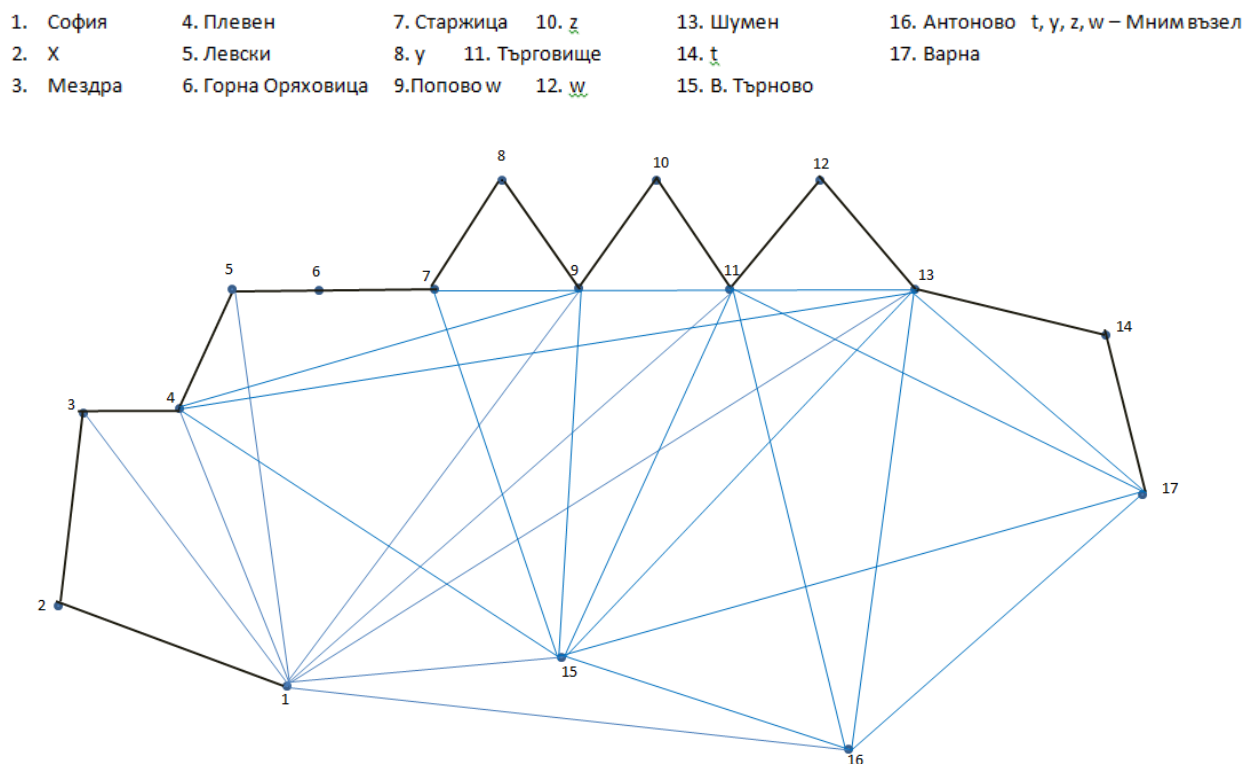 1. София 4. Плевен 7. Старжица 10. z 13. Шумен 16. Антоново t, y, z, w – Мним възел
2. Х 5. Левски 8. y 11. Търговище 14. t 17. Варна
3. Мездра 6. Горна Оряховица 9.Попово w 12. w 15. В. Търново
8 10 12
5 6 7 9 11 13
14
3 4
17
2
15
1
16